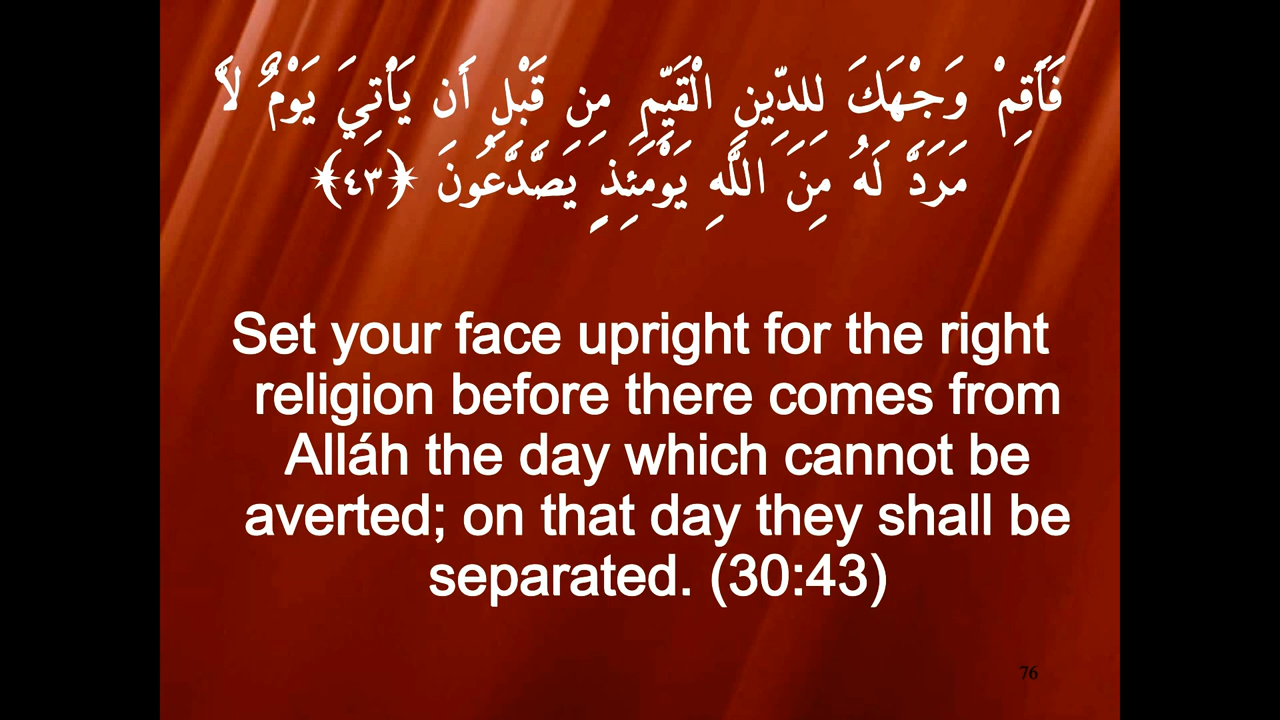 فَأَقِمْ وَجْهَكَ لِلدِّينِ الْقَيِّمِ مِن قَبْلِ أَن يَأْتِيَ يَوْمٌ لَّا
مَرَدَّ لَهُ مِنَ اللَّهِ يَوْمَئِذٍ يَصَّدَّعُونَ ﴿٤٣﴾
Set your face upright for the right
religion before there comes from
Alláh the day which cannot be
averted; on that day they shall be
separated. (30:43)
76